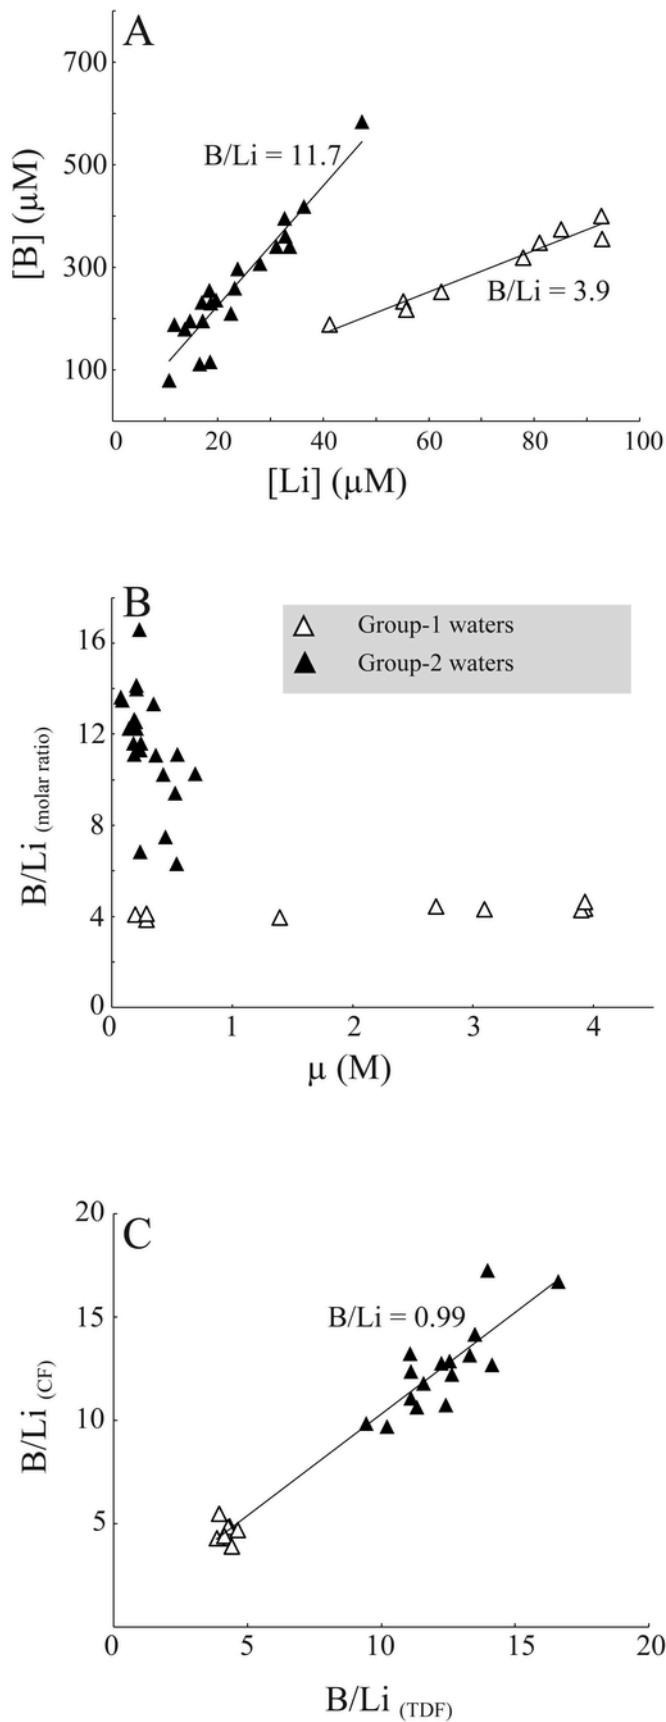 A
700
500
300
100
[B] (µM)
B/Li = 11.7
B/Li = 3.9
0 20 40 60 80 100
[Li] (µM)
B
16
12
8
4
0
B/Li (molar ratio)
Group-1 waters
Group-2 waters
0 1 2 3 4
µ (M)
C
20
15
10
5
B/Li (CF)
B/Li = 0.99
0 5 10 15 20
B/Li (TDF)